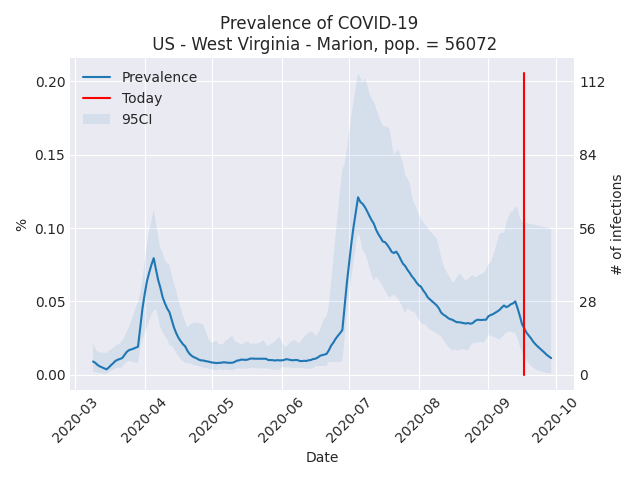 Prevalence of COVID-19
US - West Virginia - Marion, pop. = 56072
Prevalence
Today
95CI
0.20
0.15
0.10
0.05
0.00
%
112
84
56
28
0
# of infections
2020-03
2020-04
2020-05
2020-06
2020-07
2020-08
2020-09
2020-10
Date